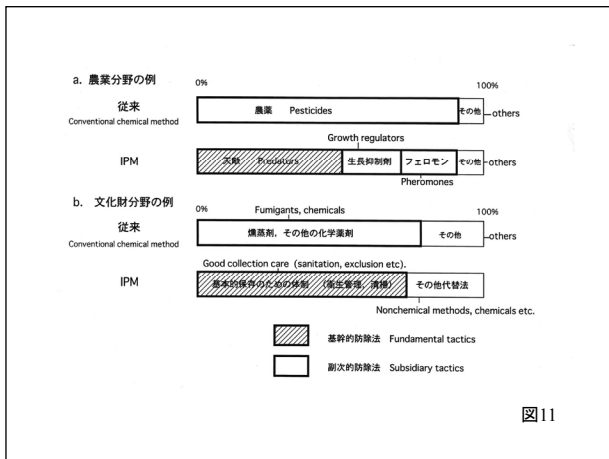 a. 農業分野の例
0%
100%
従来
Conventional chemical method
農薬 Pesticides
その他
others
Growth regulators
IPM
天敵 Predators
生長抑制剤
フェロモン
その他
others
Pheromones
b. 文化財分野の例
0%
Fumigants, chemicals
100%
従来
Conventional chemical method
燻蒸剤，その他の化学薬剤
その他
others
Good collection care (sanitation, exclusion etc).
IPM
基本的保存のための体制 (衛生管理，清掃)
その他代替法
Nonchemical methods, chemicals etc.
基幹的防除法 Fundamental tactics
副次的防除法 Subsidiary tactics
図11